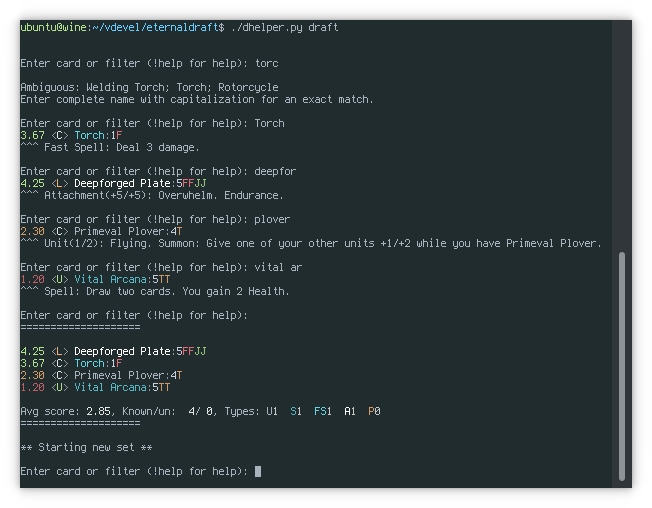 ubuntu@wine:~/vdevel/eternaldraft$ ./dhelper.py draft
Enter card or filter (!help for help): torc
Ambiguous: Welding Torch; Torch; Rotorcycle
Enter complete name with capitalization for an exact match.
Enter card or filter (!help for help): Torch
3.67 <C> Torch:1F
^^^ Fast Spell: Deal 3 damage.
Enter card or filter (!help for help): deepfor
4.25 <L> Deepforged Plate:5FFJJ
^^^ Attachment(+5/+5): Overwhelm. Endurance.
Enter card or filter (!help for help): plover
2.30 <C> Primeval Plover:4T
^^^ Unit(1/2): Flying. Summon: Give one of your other units +1/+2 while you have Primeval Plover.
Enter card or filter (!help for help): vital ar
1.20 <U> Vital Arcana:5TT
^^^ Spell: Draw two cards. You gain 2 Health.
Enter card or filter (!help for help):
====================
4.25 <L> Deepforged Plate:5FFJJ
3.67 <C> Torch:1F
2.30 <C> Primeval Plover:4T
1.20 <U> Vital Arcana:5TT
Avg score: 2.85, Known/un:  4/ 0, Types: U1  S1  FS1  A1  P0
====================
** Starting new set **
Enter card or filter (!help for help):